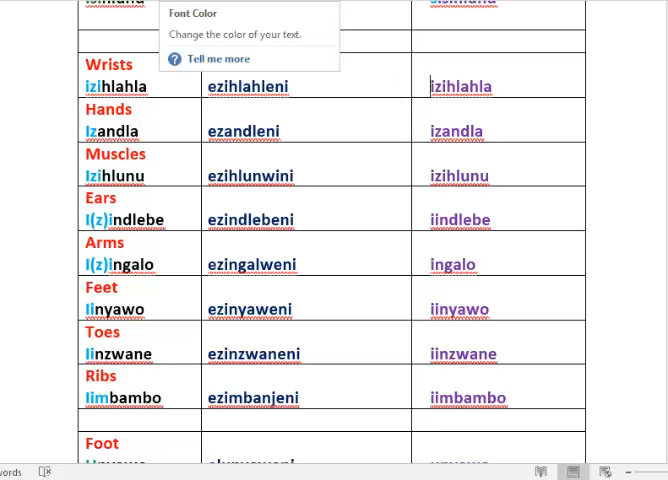 Font Color
Change the color of your text.
Tell me more
Wrists
izihlahla ezihlahleni izihlahla
Hands
Izandla ezandleni izandla
Muscles
Izihlunu ezihlunwini izihlunu
Ears
I(z)indlebe ezindlebeni iindlebe
Arms
I(z)ingalo ezingalweni ingalo
Feet
Iinyawo ezinyaweni iinyawo
Toes
Iinzwane ezinzwaneni iinzwane
Ribs
Iimbambo ezimbanjeni iimbambo
Foot
words